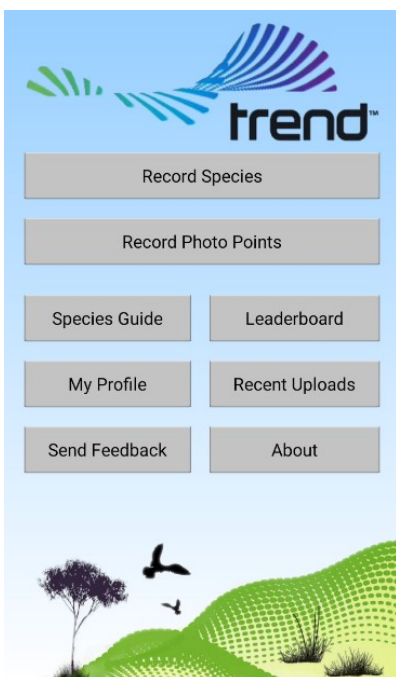 trend™
Record Species
Record Photo Points
Species Guide
Leaderboard
My Profile
Recent Uploads
Send Feedback
About